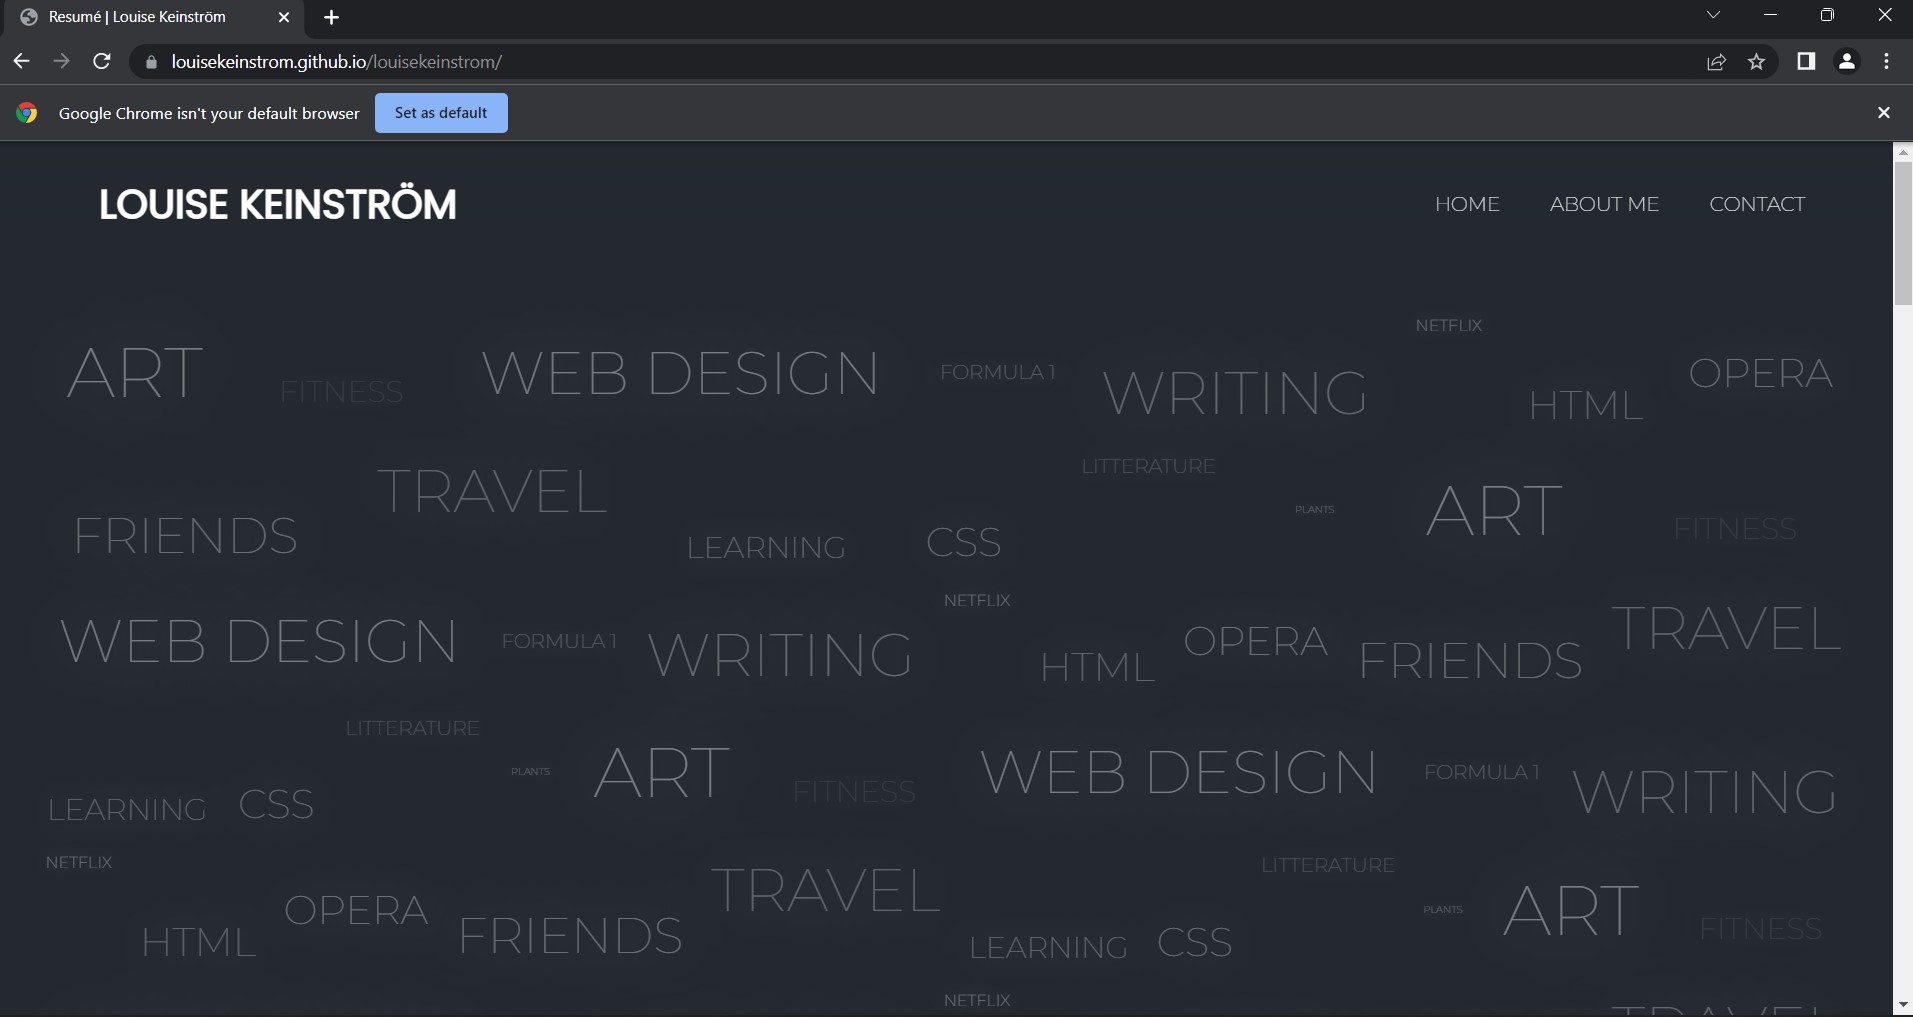 Resumé | Louise Keinström
louisekeinstrom.github.io/louisekeinstrom/
Google Chrome isn't your default browser Set as default
LOUISE KEINSTRÖM HOME ABOUT ME CONTACT
NETFLIX
ART FITNESS WEB DESIGN FORMULA 1 WRITING HTML OPERA
LITTERATURE
FRIENDS TRAVEL LEARNING CSS PLANTS ART FITNESS
NETFLIX
WEB DESIGN FORMULA 1 WRITING HTML OPERA FRIENDS TRAVEL
LITTERATURE
LEARNING CSS PLANTS ART FITNESS WEB DESIGN FORMULA 1 WRITING
NETFLIX LITTERATURE
HTML OPERA FRIENDS TRAVEL LEARNING CSS PLANTS ART FITNESS
NETFLIX TRAVEL